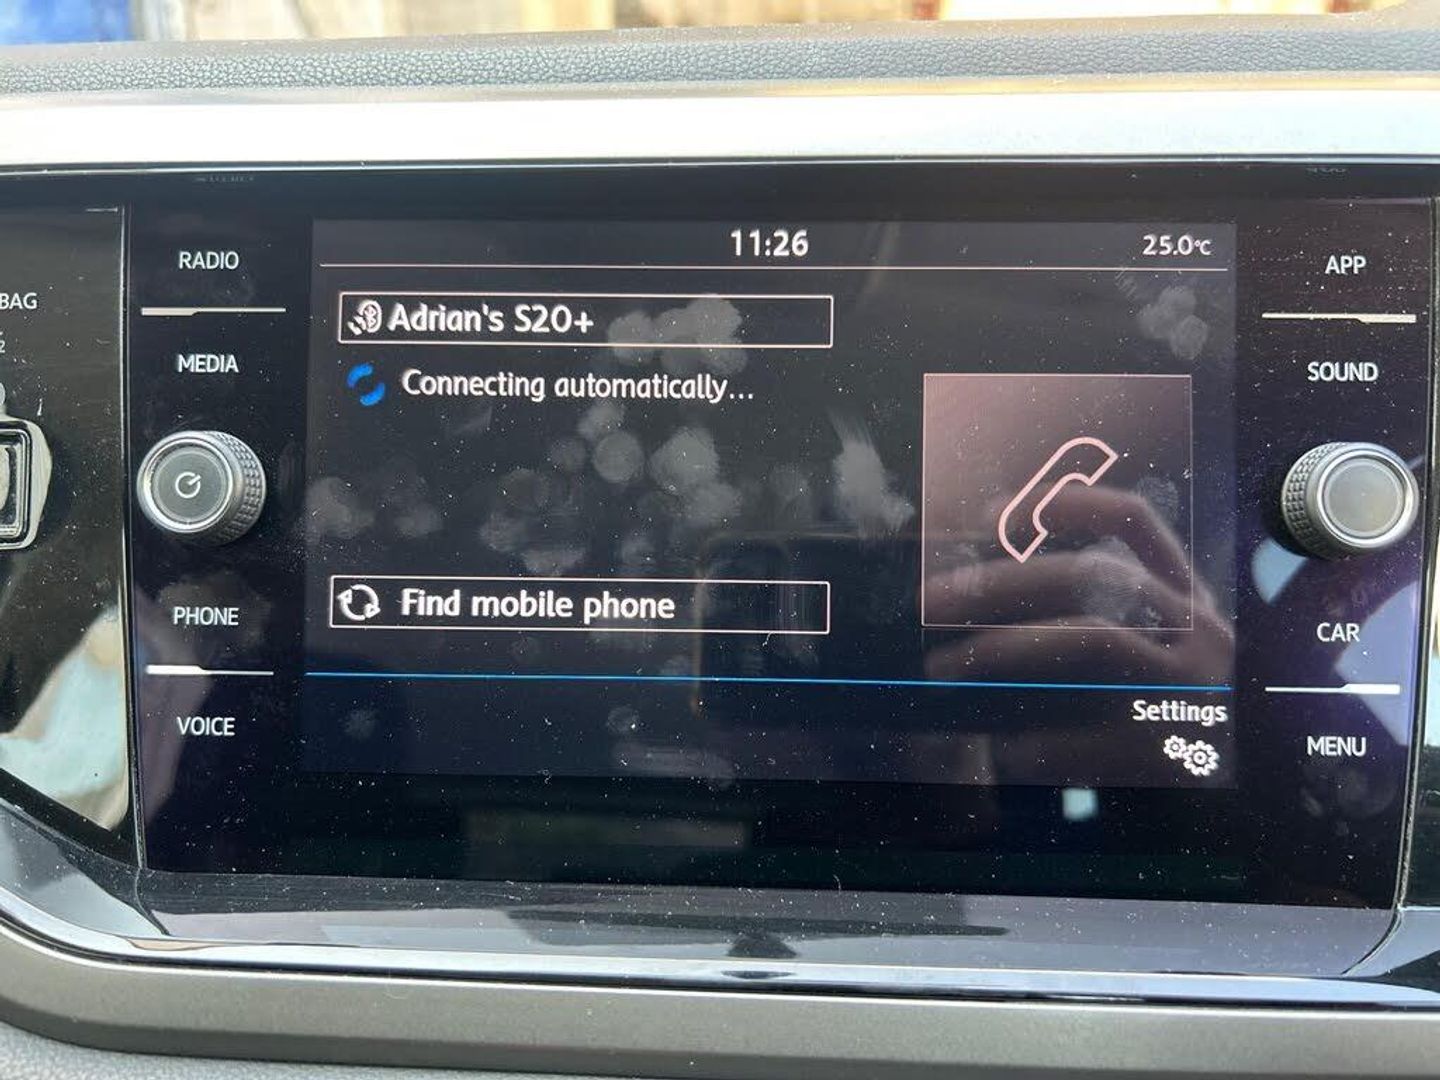 11:26
25.0°C
RADIO
MEDIA
PHONE
VOICE
BAG
Adrian's S20+
Connecting automatically...
Find mobile phone
Settings
APP
SOUND
CAR
MENU